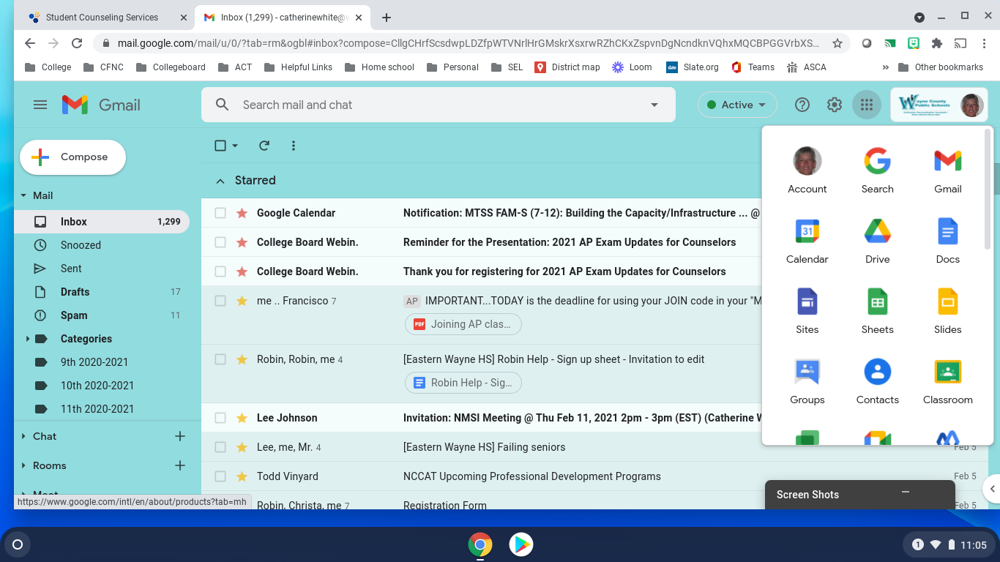 Student Counseling Services
Inbox (1,299) - catherinewhite@
mail.google.com/mail/u/0/?tab=rm&ogbl#inbox?compose=CllgCHrfScsdwpLDZfpWTVNrlHrGMskrXsxrwRZhCKxZspvnDgNcndknVQhxMQCBPGGVrbXS...
College CFNC Collegeboard ACT Helpful Links Home school Personal SEL District map Loom Slate.org Teams ASCA » Other bookmarks
Gmail
Search mail and chat
Active
Wayne County
Public Schools
Compose
Starred
Mail
Inbox 1,299
Snoozed
Sent
Drafts 17
Spam 11
Categories
9th 2020-2021
10th 2020-2021
11th 2020-2021
Chat
Rooms
Meet
Google Calendar Notification: MTSS FAM-S (7-12): Building the Capacity/Infrastructure ... @
College Board Webin. Reminder for the Presentation: 2021 AP Exam Updates for Counselors
College Board Webin. Thank you for registering for 2021 AP Exam Updates for Counselors
me .. Francisco 7 AP IMPORTANT...TODAY is the deadline for using your JOIN code in your "M
PDF Joining AP clas...
Robin, Robin, me 4 [Eastern Wayne HS] Robin Help - Sign up sheet - Invitation to edit
Robin Help - Sig...
Lee Johnson Invitation: NMSI Meeting @ Thu Feb 11, 2021 2pm - 3pm (EST) (Catherine W
Lee, me, Mr. 4 [Eastern Wayne HS] Failing seniors Feb 5
Todd Vinyard NCCAT Upcoming Professional Development Programs Feb 5
Robin, Christa, me 7 Registration Form Feb 5
Account Search Gmail
31
Calendar Drive Docs
Sites Sheets Slides
Groups Contacts Classroom
Screen Shots
https://www.google.com/intl/en/about/products?tab=mh
1 11:05